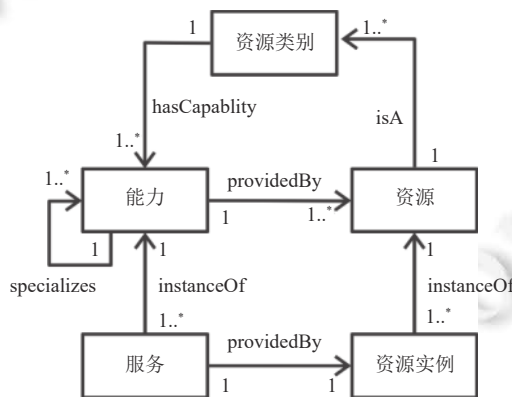 1
资源类别
1..*
hasCapablity
isA
1..*
1
1..*
能力
providedBy
资源
1
1
1..*
specializes
1
instanceOf
1
instanceOf
1..*
1..*
服务
providedBy
资源实例
1
1